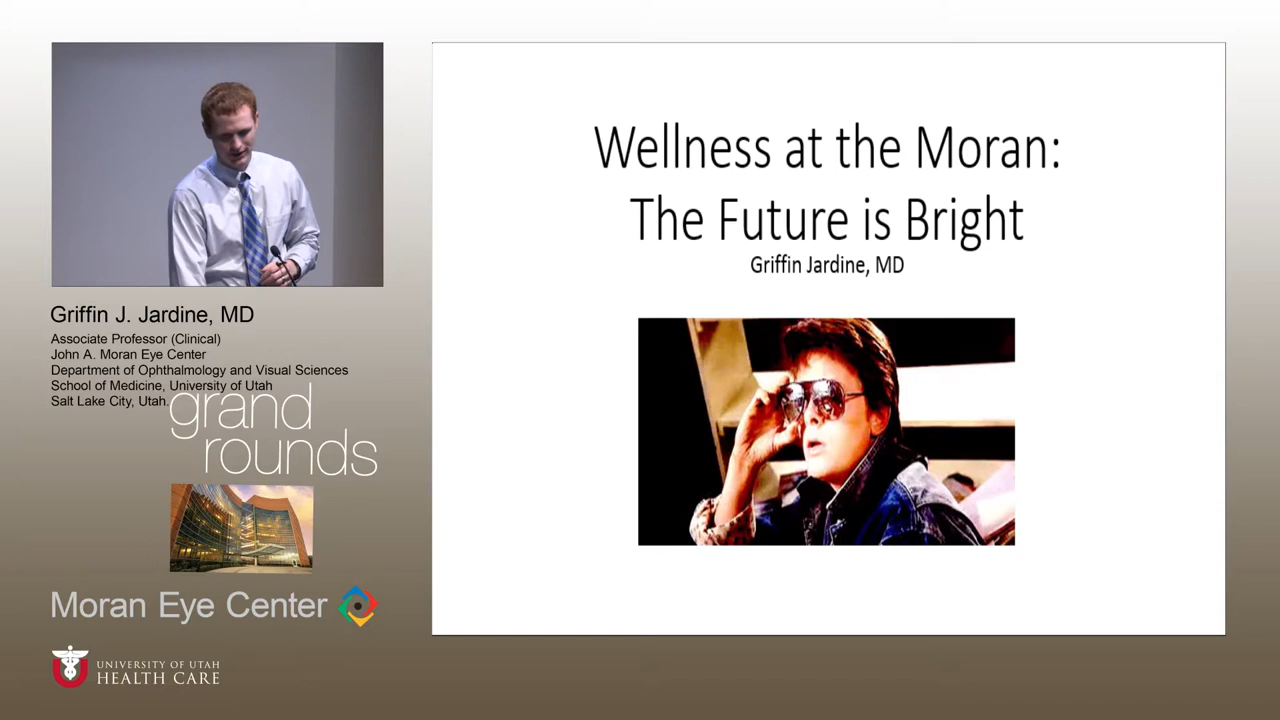 Griffin J. Jardine, MD
Associate Professor (Clinical)
John A. Moran Eye Center
Department of Ophthalmology and Visual Sciences
School of Medicine, University of Utah
Salt Lake City, Utah.
grand
rounds
Moran Eye Center
UNIVERSITY OF UTAH
HEALTH CARE
Wellness at the Moran:
The Future is Bright
Griffin Jardine, MD